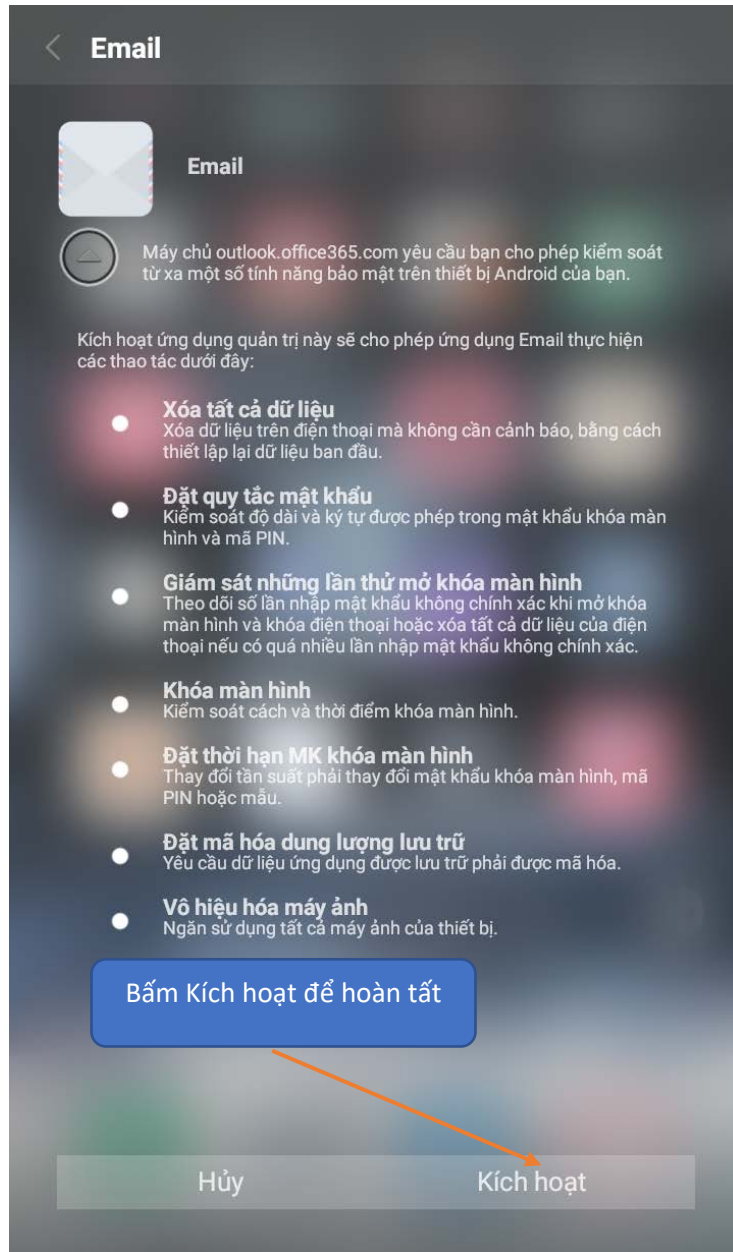 Email
Email
Máy chủ outlook.office365.com yêu cầu bạn cho phép kiểm soát
từ xa một số tính năng bảo mật trên thiết bị Android của bạn.
Kích hoạt ứng dụng quản trị này sẽ cho phép ứng dụng Email thực hiện
các thao tác dưới đây:
Xóa tất cả dữ liệu
Xóa dữ liệu trên điện thoại mà không cần cảnh báo, bằng cách
thiết lập lại dữ liệu ban đầu.
Đặt quy tắc mật khẩu
Kiểm soát độ dài và ký tự được phép trong mật khẩu khóa màn
hình và mã PIN.
Giám sát những lần thử mở khóa màn hình
Theo dõi số lần nhập mật khẩu không chính xác khi mở khóa
màn hình và khóa điện thoại hoặc xóa tất cả dữ liệu của điện
thoại nếu có quá nhiều lần nhập mật khẩu không chính xác.
Khóa màn hình
Kiểm soát cách và thời điểm khóa màn hình.
Đặt thời hạn MK khóa màn hình
Thay đổi tần suất phải thay đổi mật khẩu khóa màn hình, mã
PIN hoặc mẫu.
Đặt mã hóa dung lượng lưu trữ
Yêu cầu dữ liệu ứng dụng được lưu trữ phải được mã hóa.
Vô hiệu hóa máy ảnh
Ngăn sử dụng tất cả máy ảnh của thiết bị.
Bấm Kích hoạt để hoàn tất
Hủy
Kích hoạt